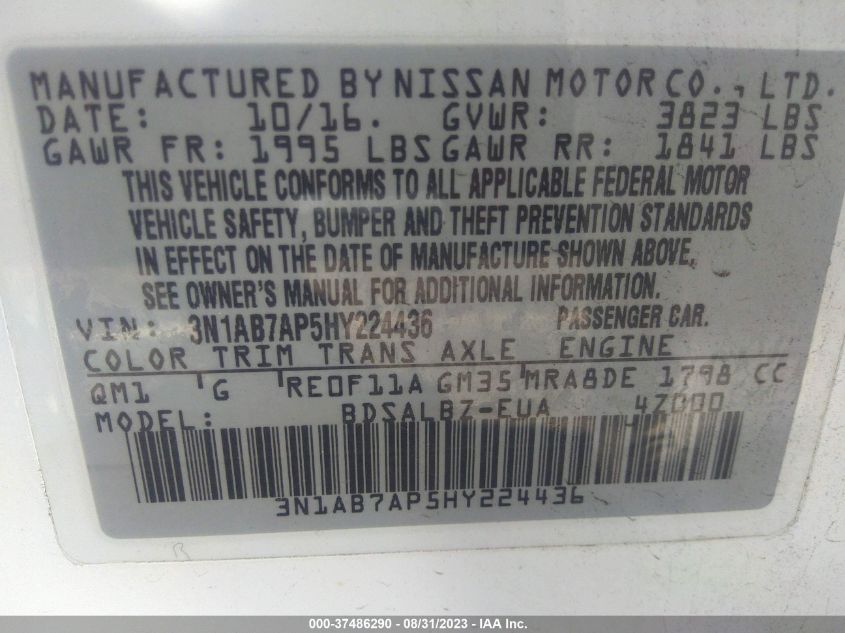 MANUFACTURED BY NISSAN MOTOR CO., LTD.
DATE: 10/16. GVWR: 3823 LBS
GAWR FR: 1995 LBS GAWR RR: 1841 LBS
THIS VEHICLE CONFORMS TO ALL APPLICABLE FEDERAL MOTOR
VEHICLE SAFETY, BUMPER AND THEFT PREVENTION STANDARDS
IN EFFECT ON THE DATE OF MANUFACTURE SHOWN ABOVE,
SEE OWNER'S MANUAL FOR ADDITIONAL INFORMATION.
VIN: 3N1AB7AP5HY224436 PASSENGER CAR.
COLOR TRIM TRANS AXLE ENGINE
QM1 'G 'RE0F11A GM35'MRA8DE 1798 CC
MODEL: BDSALBZ-EUA 4Z000
3N1AB7AP5HY224436
000-37486290 - 08/31/2023 - © IAA, Inc.